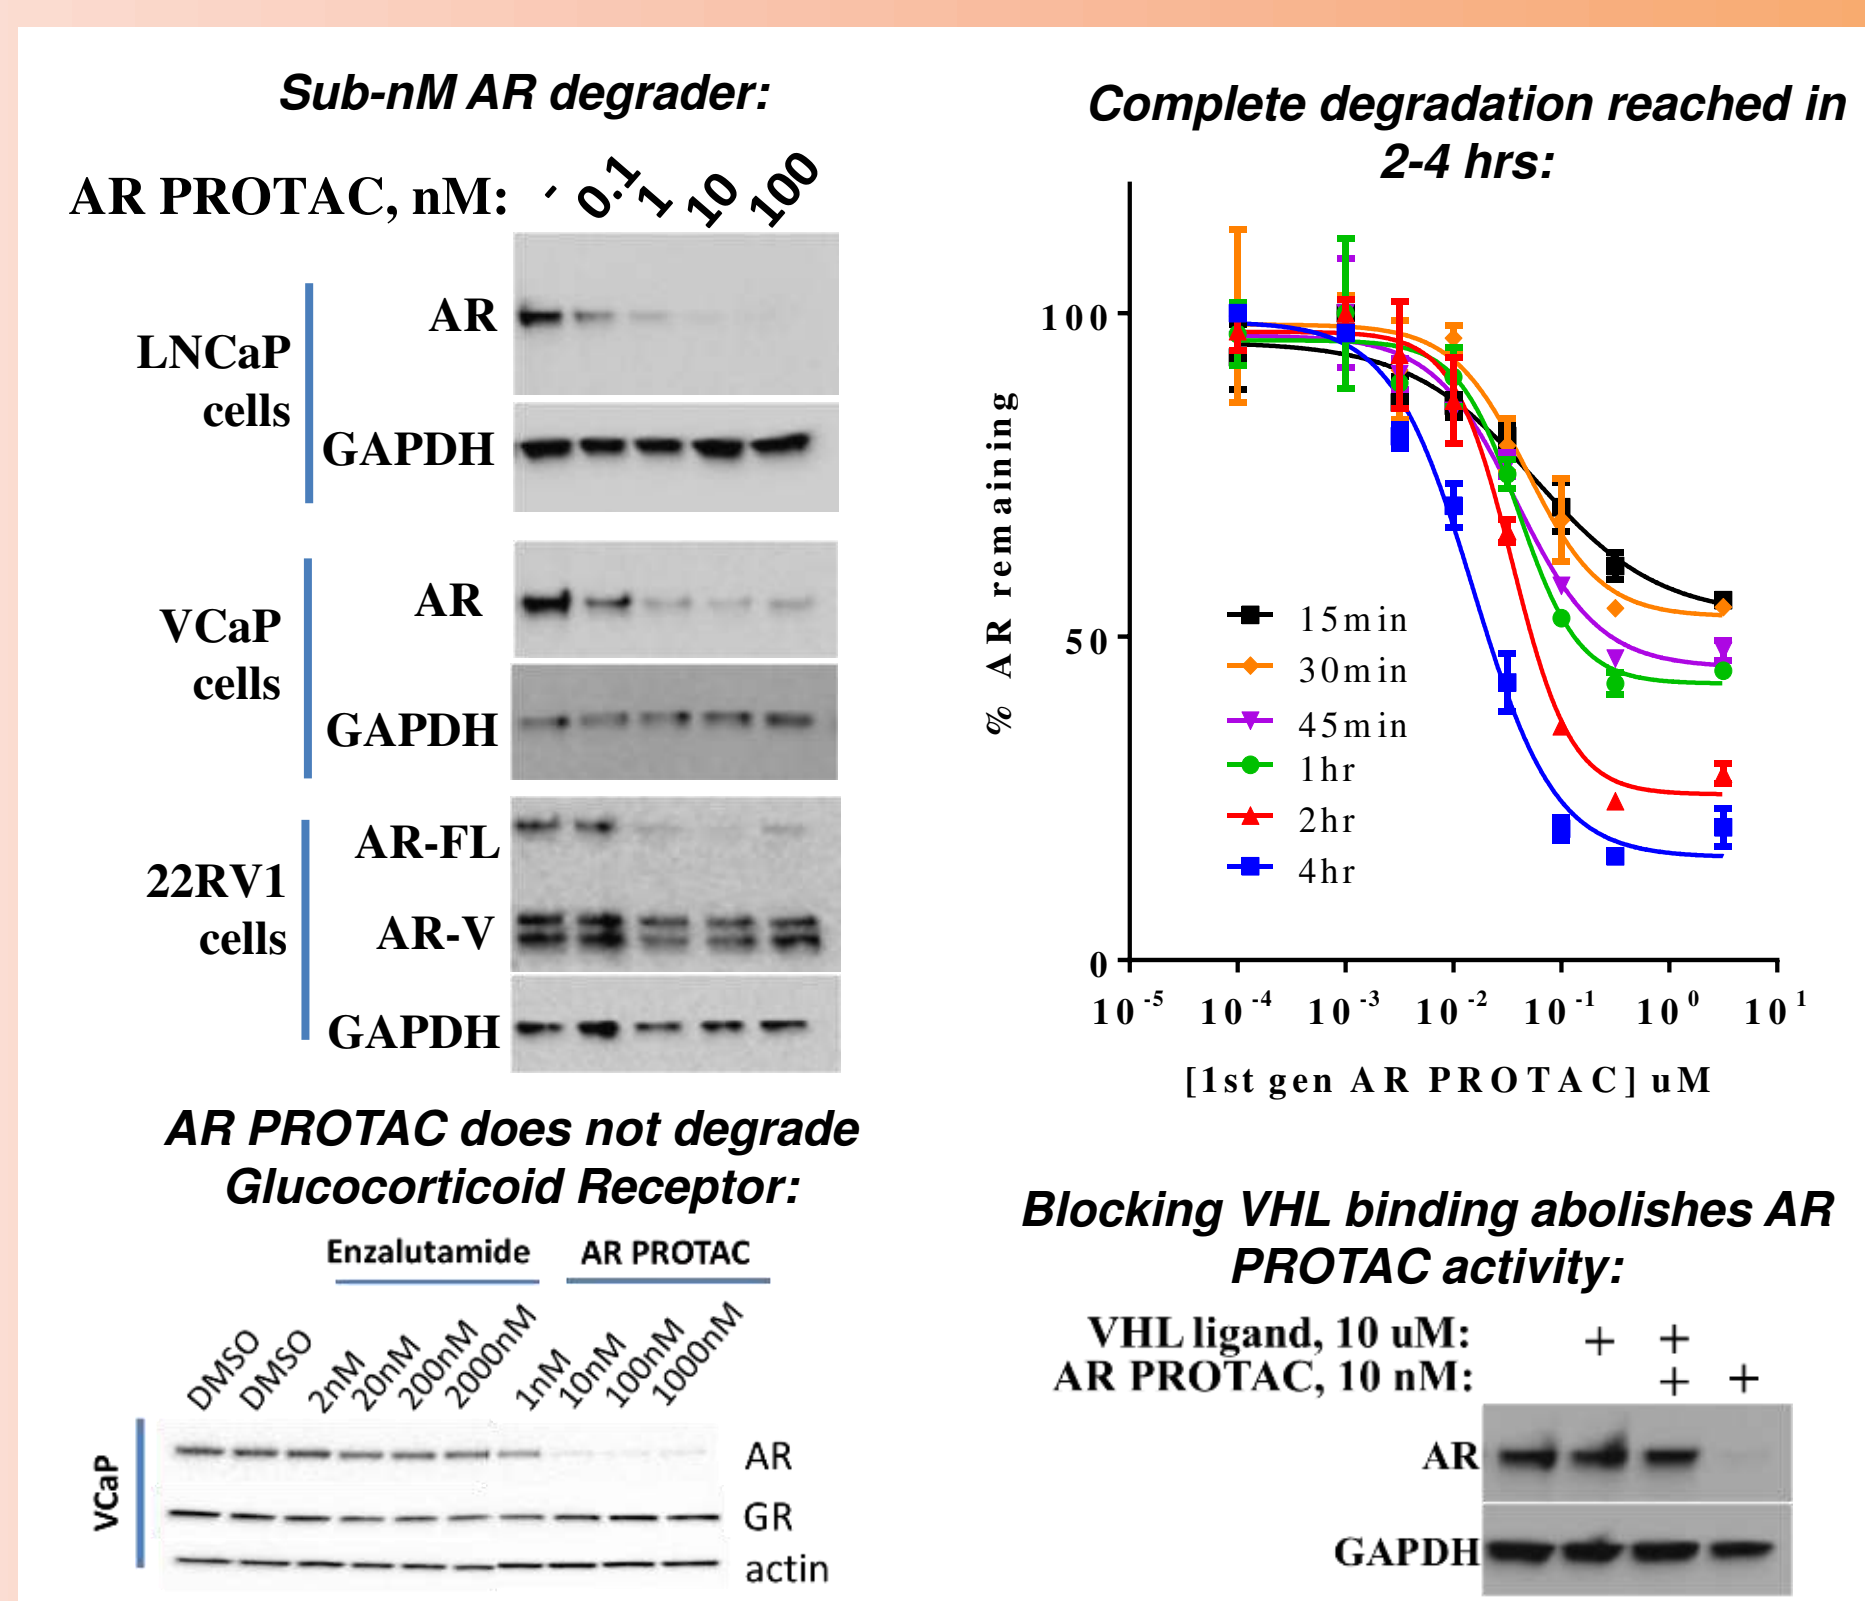 Sub-nM AR degrader:
AR PROTAC, nM: - 0.1 1 10 100
LNCaP
cells
AR
GAPDH
VCaP
cells
AR
GAPDH
22RV1
cells
AR-FL
AR-V
GAPDH
Complete degradation reached in
2-4 hrs:
% AR remaining
100
50
0
15min
30min
45min
1hr
2hr
4hr
10-5 10-4 10-3 10-2 10-1 100 101
[1st gen AR PROTAC] uM
AR PROTAC does not degrade
Glucocorticoid Receptor:
Enzalutamide AR PROTAC
DMSO DMSO 2nM 20nM 200nM 2000nM 1nM 10nM 100nM 1000nM
VCaP
AR
GR
actin
Blocking VHL binding abolishes AR
PROTAC activity:
VHL ligand, 10 uM: + +
AR PROTAC, 10 nM: + +
AR
GAPDH